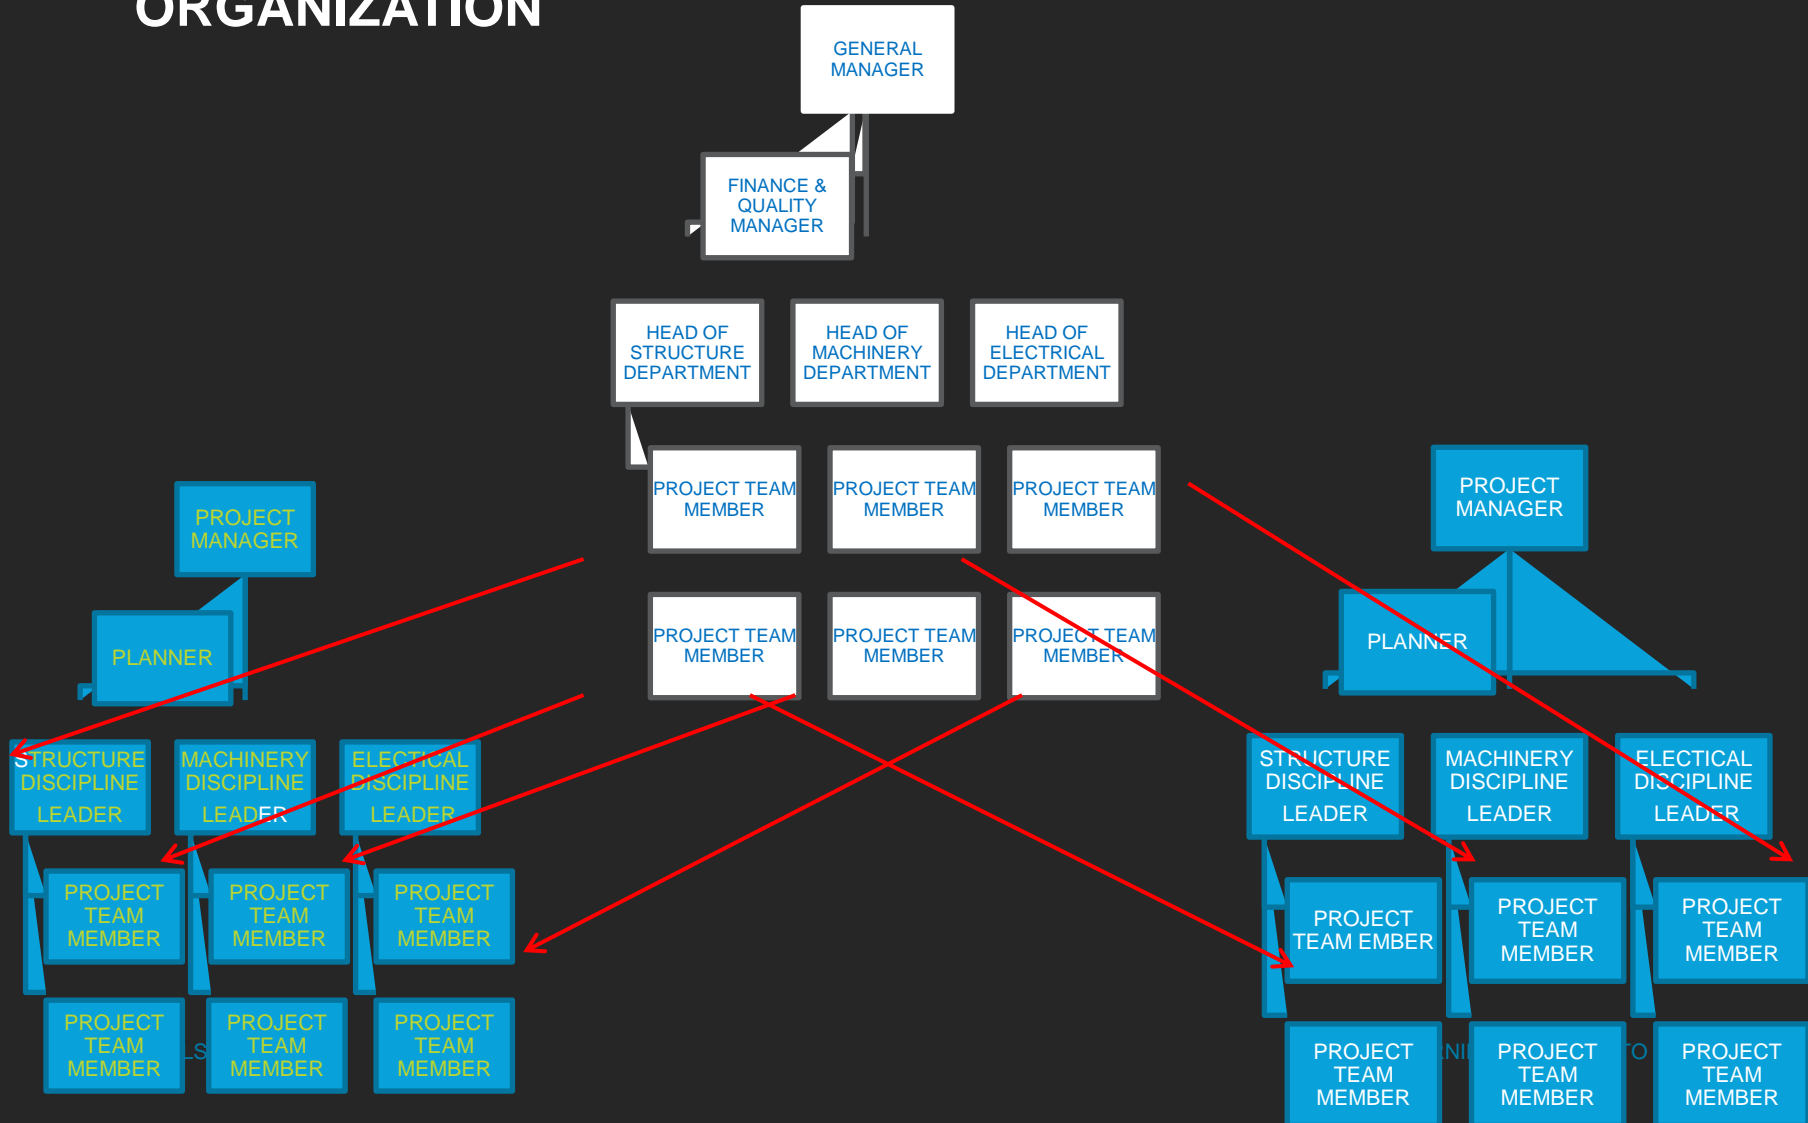 ORGANIZATION
GENERAL
MANAGER
FINANCE &
QUALITY
MANAGER
HEAD OF
STRUCTURE
DEPARTMENT
HEAD OF
MACHINERY
DEPARTMENT
HEAD OF
ELECTRICAL
DEPARTMENT
PROJECT TEAM
MEMBER
PROJECT TEAM
MEMBER
PROJECT TEAM
MEMBER
PROJECT TEAM
MEMBER
PROJECT TEAM
MEMBER
PROJECT TEAM
MEMBER
PROJECT
MANAGER
PLANNER
STRUCTURE
DISCIPLINE
LEADER
MACHINERY
DISCIPLINE
LEADER
ELECTICAL
DISCIPLINE
LEADER
PROJECT
TEAM
MEMBER
PROJECT
TEAM
MEMBER
PROJECT
TEAM
MEMBER
PROJECT
TEAM
MEMBER
PROJECT
TEAM
MEMBER
PROJECT
TEAM
MEMBER
PROJECT
MANAGER
PLANNER
STRUCTURE
DISCIPLINE
LEADER
MACHINERY
DISCIPLINE
LEADER
ELECTICAL
DISCIPLINE
LEADER
PROJECT
TEAM EMBER
PROJECT
TEAM
MEMBER
PROJECT
TEAM
MEMBER
PROJECT
TEAM
MEMBER
PROJECT
TEAM
MEMBER
PROJECT
TEAM
MEMBER